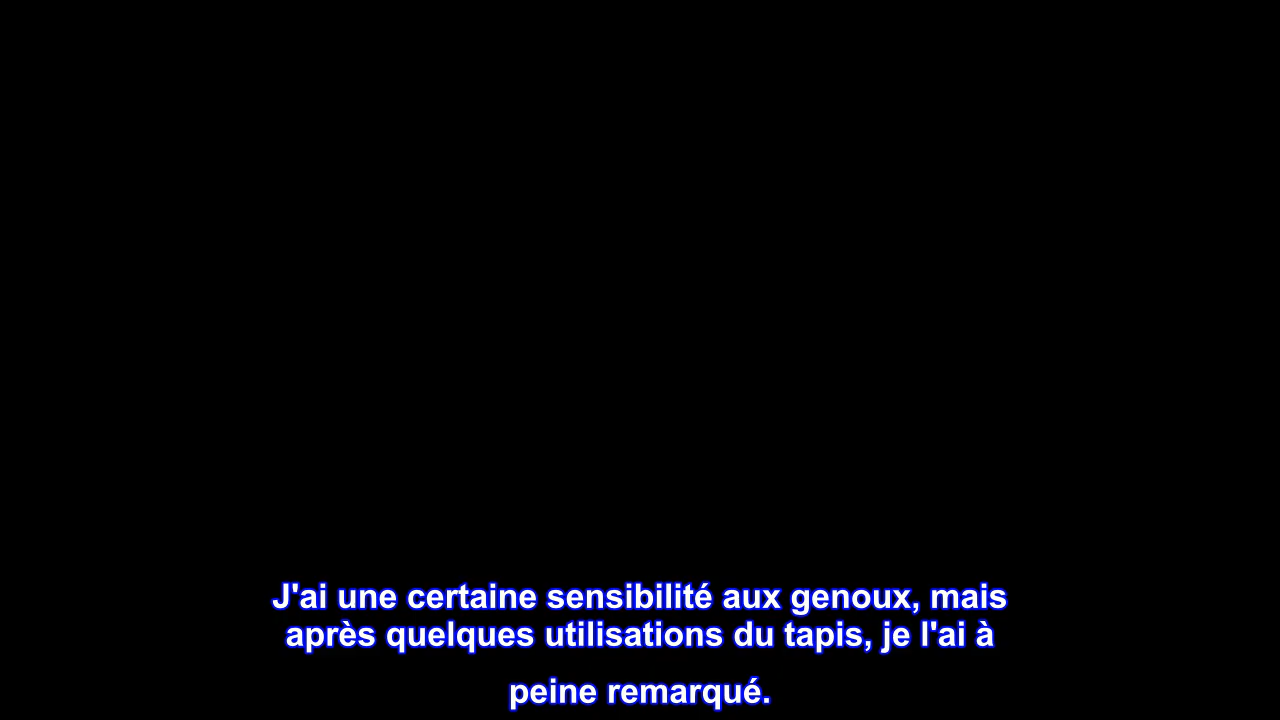 J'ai une certaine sensibilité aux genoux, mais
après quelques utilisations du tapis, je l'ai à
peine remarqué.